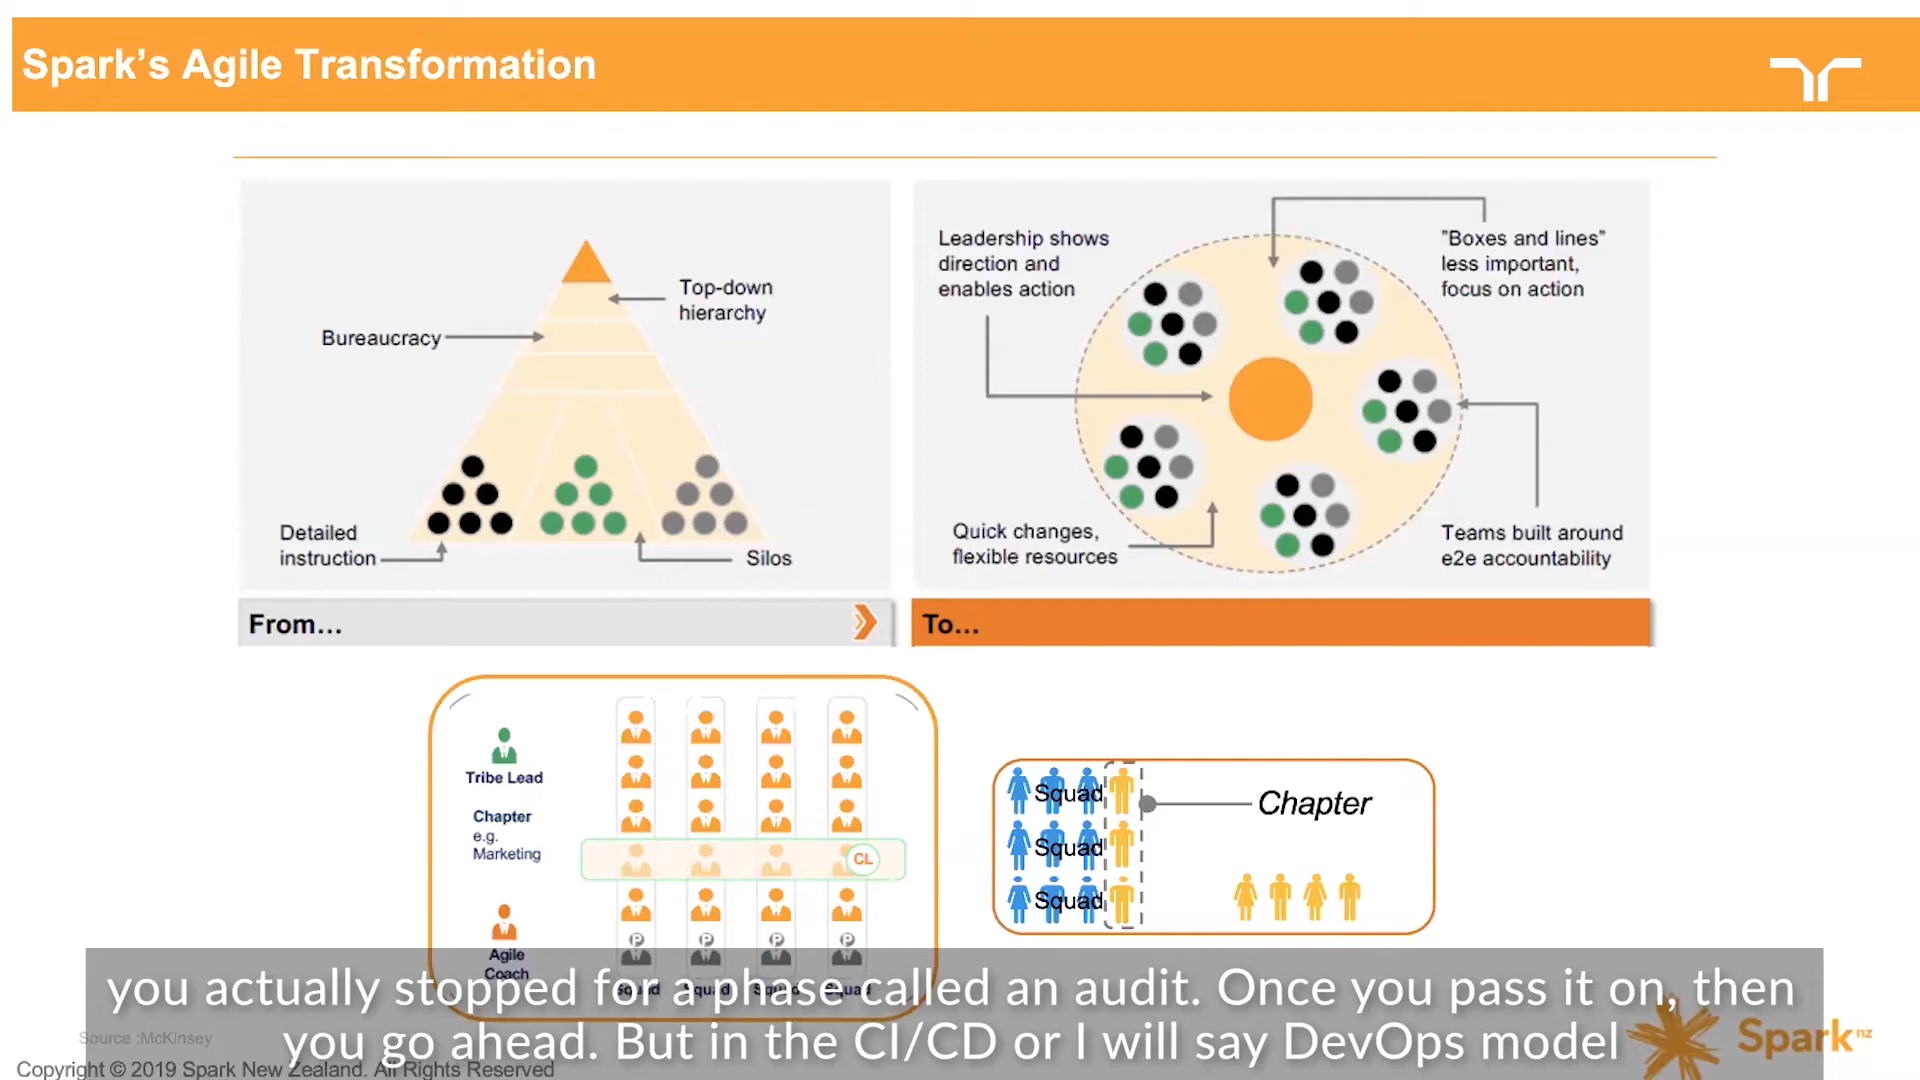 Spark’s Agile Transformation
Top-down
hierarchy
Bureaucracy
Detailed
instruction
Silos
From...
Leadership shows
direction and
enables action
"Boxes and lines”
less important,
focus on action
Quick changes,
flexible resources
Teams built around
e2e accountability
To...
Tribe Lead
Chapter
e.g.
Marketing
CL
Agile
Coach
P P P P
Squad Squad Squad Squad
Squad
Squad
Squad
Chapter
you actually stopped for a phase called an audit. Once you pass it on, then
you go ahead. But in the CI/CD or I will say DevOps model
Source :McKinsey
Copyright © 2019 Spark New Zealand. All Rights Reserved
Spark nz